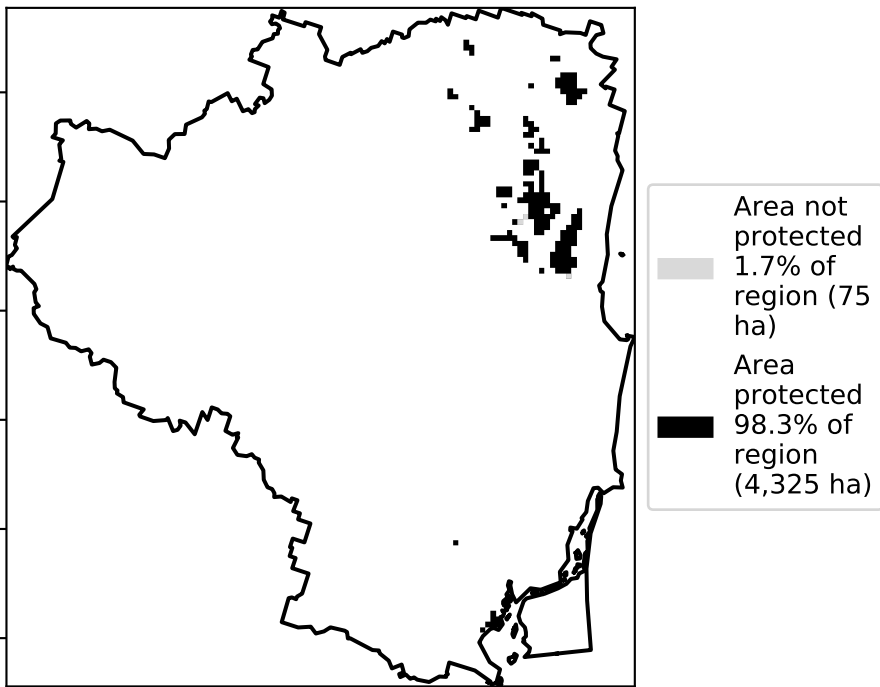 Area not
protected
1.7% of
region (75
ha)
Area
protected
98.3% of
region
(4,325 ha)